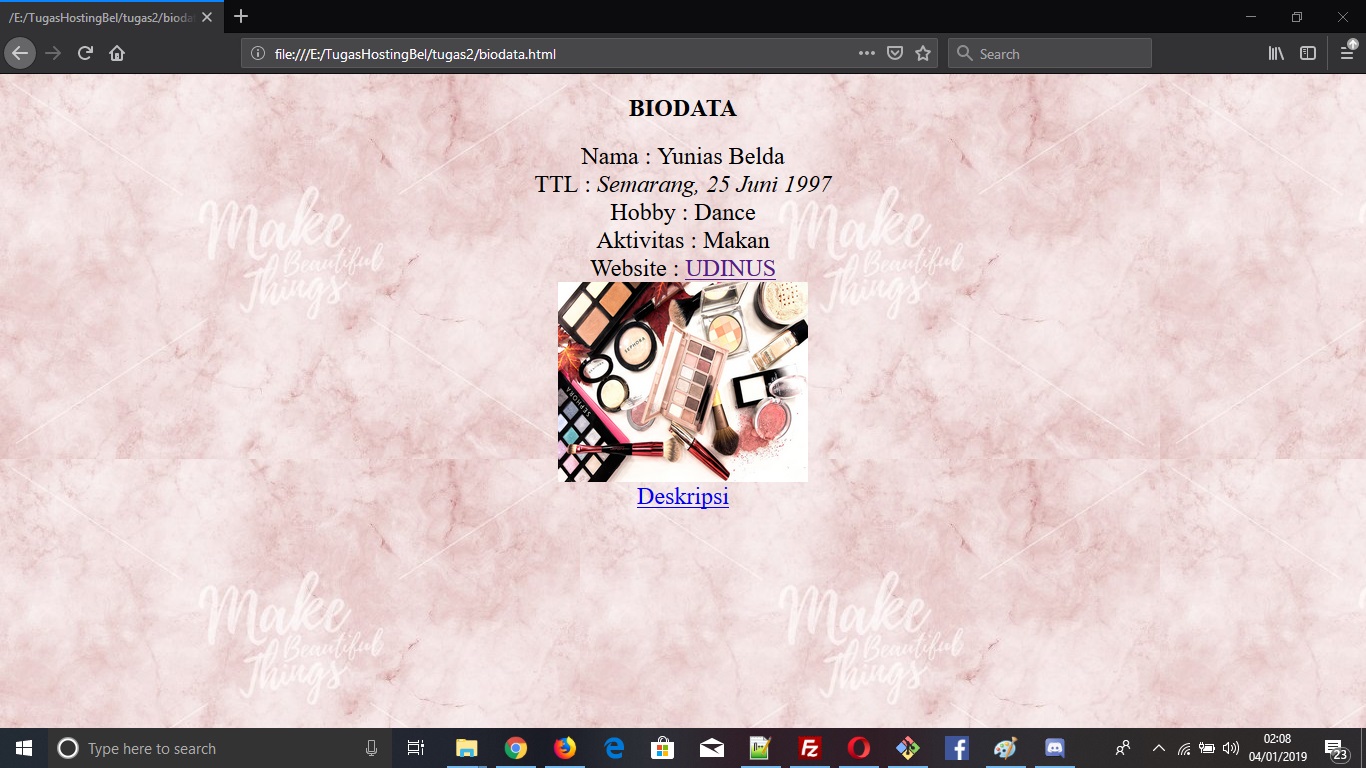 /E:/TugasHostingBel/tugas2/bioda
file:///E:/TugasHostingBel/tugas2/biodata.html
Search
BIODATA
Nama : Yunias Belda
TTL : Semarang, 25 Juni 1997
Hobby : Dance
Aktivitas : Makan
Website : UDINUS
Make
Beautiful
Things
Make
Beautiful
Things
SEPHORA
SEPHORA
Deskripsi
Make
Beautiful
Things
Make
Beautiful
Things
Type here to search
02:08
04/01/2019
23